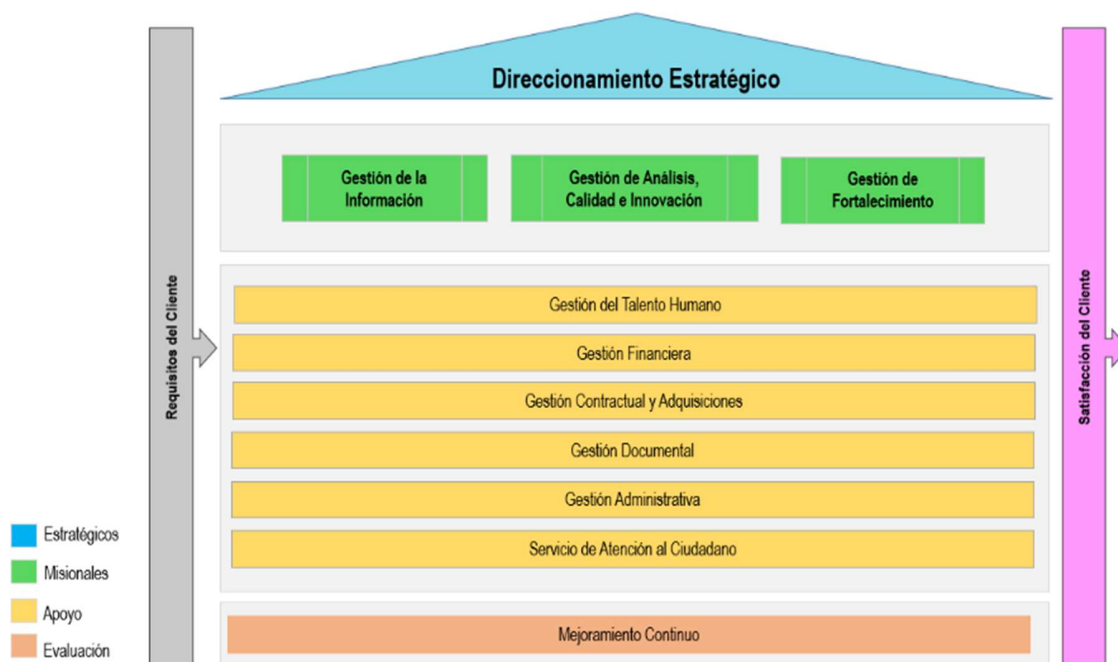 Direccionamiento Estratégico
Requisitos del Cliente
Gestión de la
Información
Gestión de Análisis,
Calidad e Innovación
Gestión de
Fortalecimiento
Gestión del Talento Humano
Gestión Financiera
Gestión Contractual y Adquisiciones
Gestión Documental
Gestión Administrativa
Servicio de Atención al Ciudadano
Mejoramiento Continuo
Satisfacción del Cliente
Estratégicos
Misionales
Apoyo
Evaluación